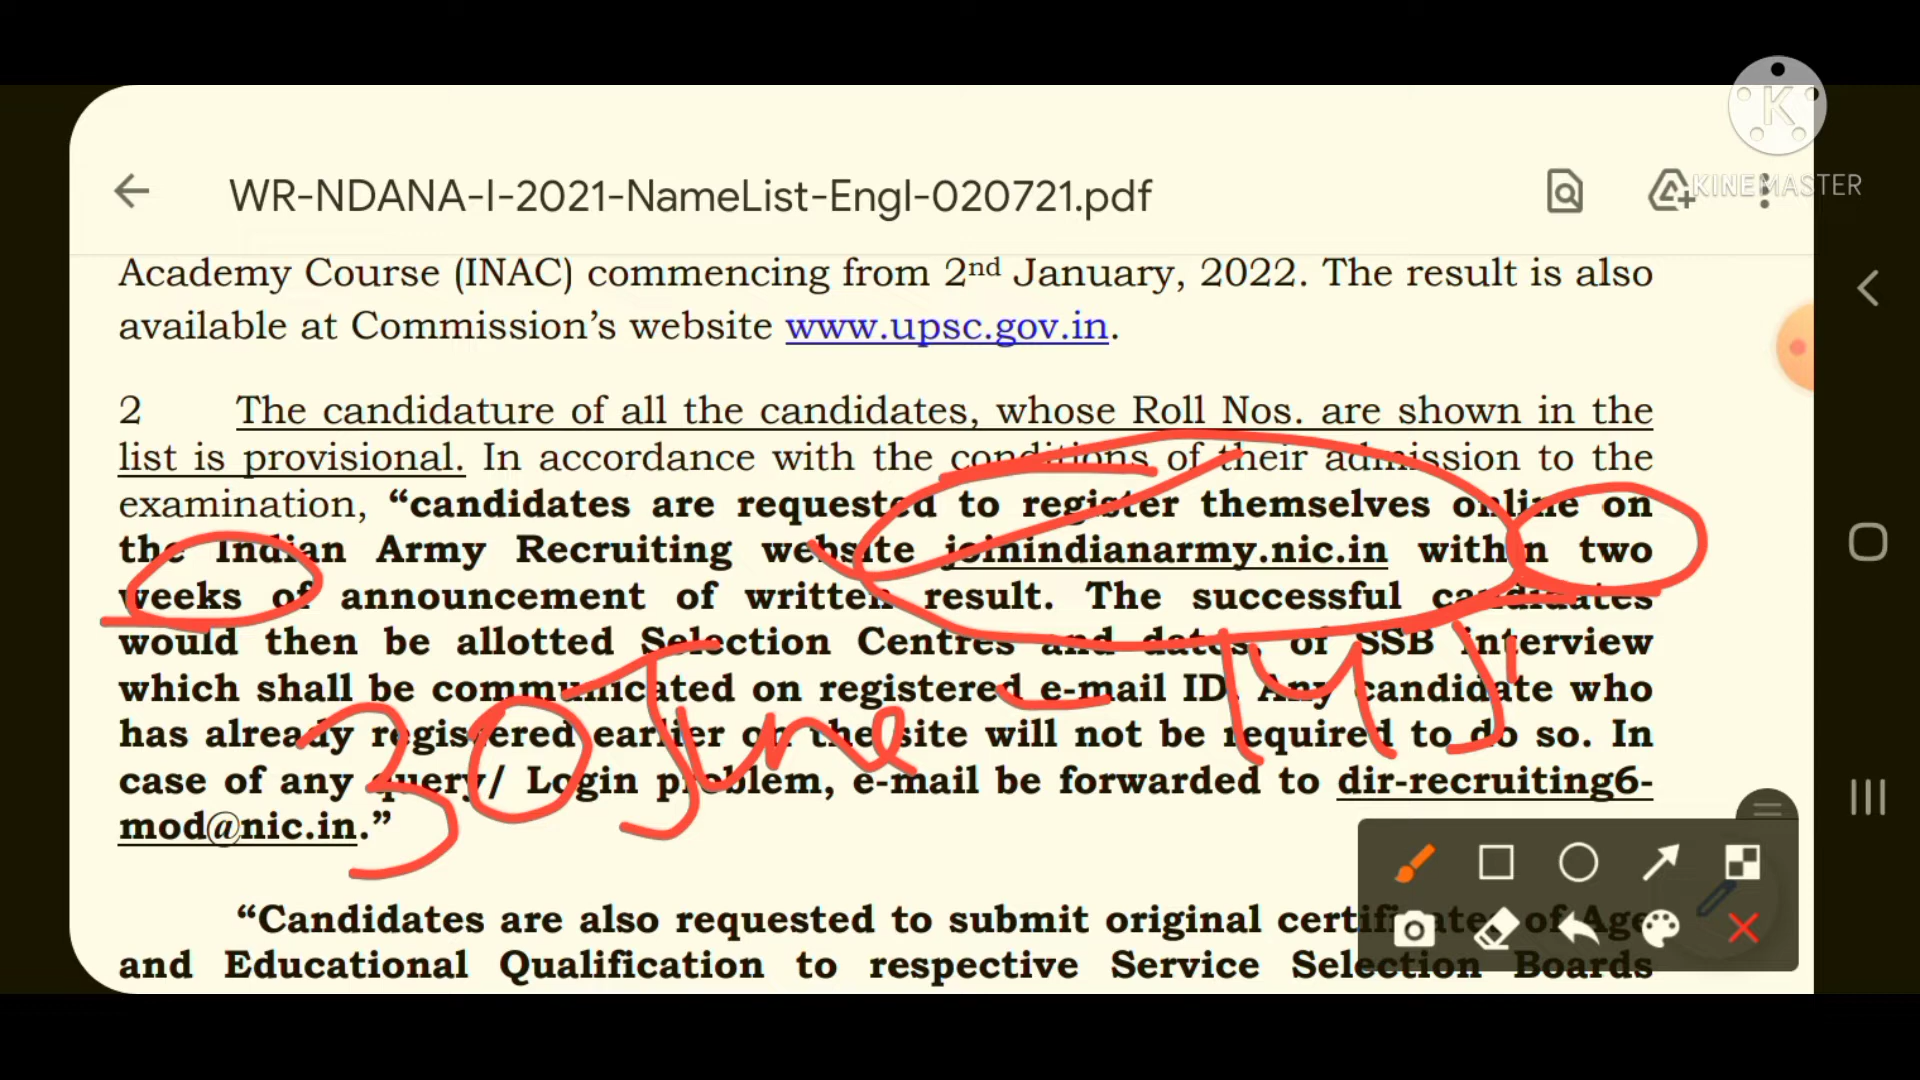 K
KINEMASTER
WR-NDANA-I-2021-NameList-Engl-020721.pdf
Academy Course (INAC) commencing from 2nd January, 2022. The result is also
available at Commission's website www.upsc.gov.in.
2 The candidature of all the candidates, whose Roll Nos. are shown in the
list is provisional. In accordance with the conditions of their admission to the
examination, “candidates are requested to register themselves online on
the Indian Army Recruiting website joinindianarmy.nic.in within two
weeks of announcement of written result. The successful candidates
would then be allotted Selection Centres and dates, of SSB interview
which shall be communicated on registered e-mail ID. Any candidate who
has already registered earlier on the site will not be required to do so. In
case of any query/ Login problem, e-mail be forwarded to dir-recruiting6-
mod@nic.in.”
30 June
“Candidates are also requested to submit original certificates of Age
and Educational Qualification to respective Service Selection Boards